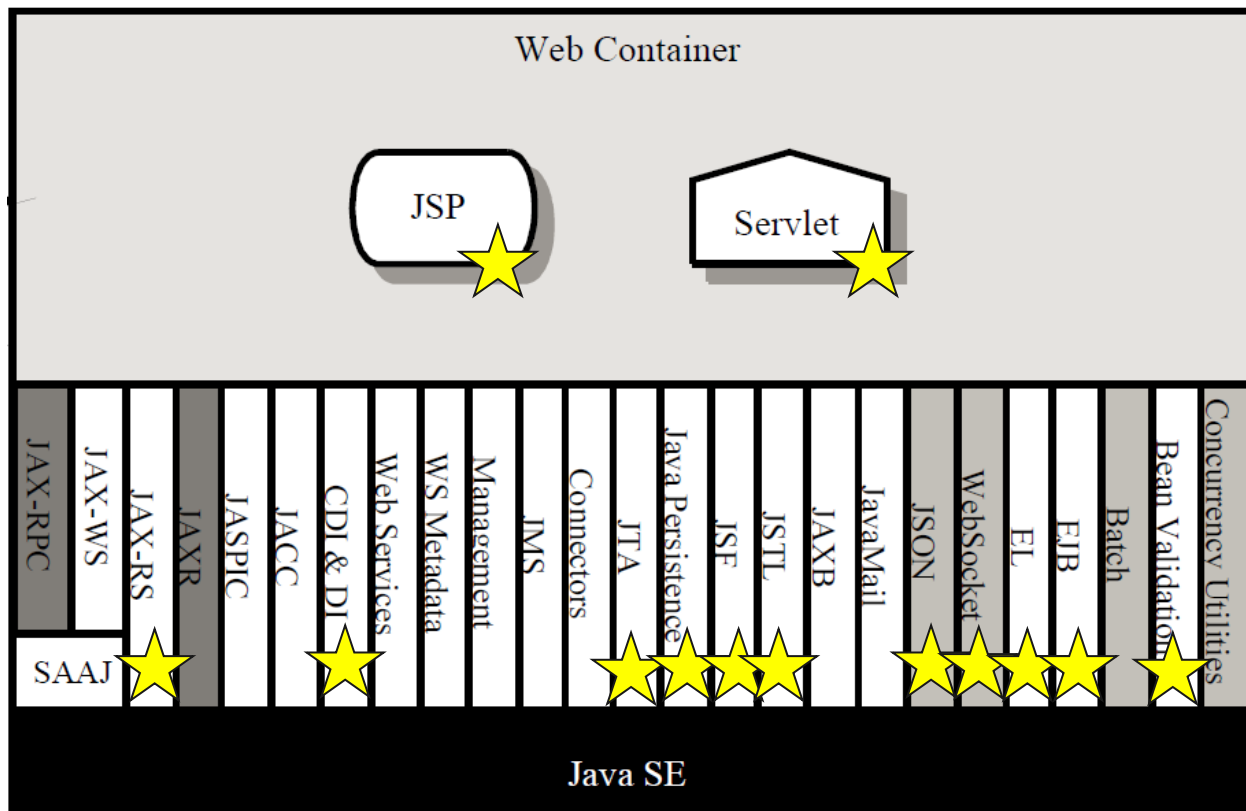 Web Container
JSP
Servlet
JAX-RPC
JAX-WS
SAAJ
JAX-RS
JAXR
JASPIC
JACC
CDI & DI
Web Services
WS Metadata
Management
JMS
Connectors
JTA
Java Persistence
JSF
JSTL
JAXB
JavaMail
JSON
WebSocket
EL
EJB
Batch
Bean Validation
Concurrency Utilities
Java SE